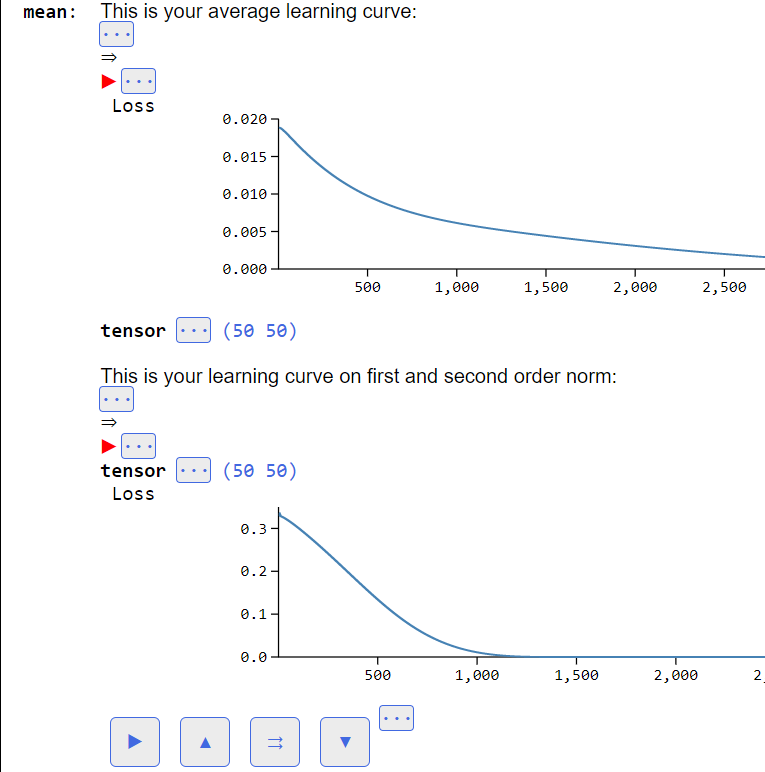 mean: This is your average learning curve:
...
⇒
▶ ...
Loss
0.020
0.015
0.010
0.005
0.000
500 1,000 1,500 2,000 2,500
tensor ... (50 50)
This is your learning curve on first and second order norm:
...
⇒
▶ ...
tensor ... (50 50)
Loss
0.3
0.2
0.1
0.0
500 1,000 1,500 2,000 2,
...